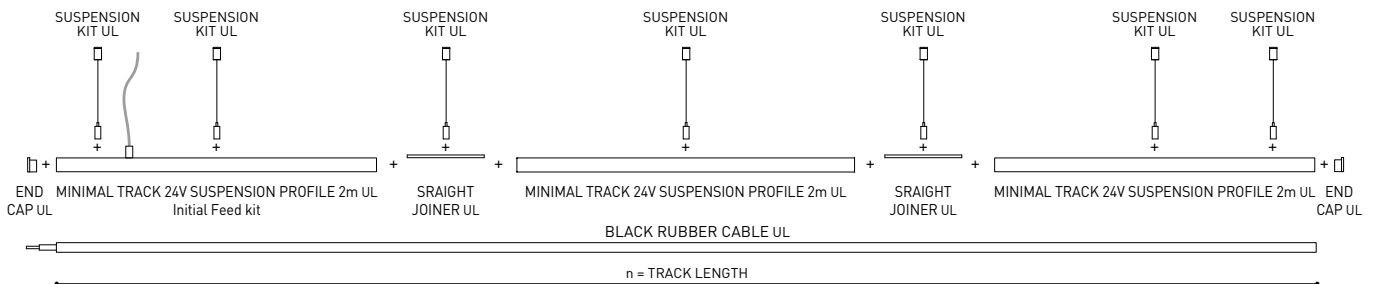 SUSPENSION
KIT UL
SUSPENSION
KIT UL
SUSPENSION
KIT UL
SUSPENSION
KIT UL
SUSPENSION
KIT UL
SUSPENSION
KIT UL
SUSPENSION
KIT UL
+ + + + + + +
+ + + + + +
END
CAP UL
MINIMAL TRACK 24V SUSPENSION PROFILE 2m UL
Initial Feed kit
SRAIGHT
JOINER UL
MINIMAL TRACK 24V SUSPENSION PROFILE 2m UL
SRAIGHT
JOINER UL
MINIMAL TRACK 24V SUSPENSION PROFILE 2m UL
END
CAP UL
BLACK RUBBER CABLE UL
n = TRACK LENGTH